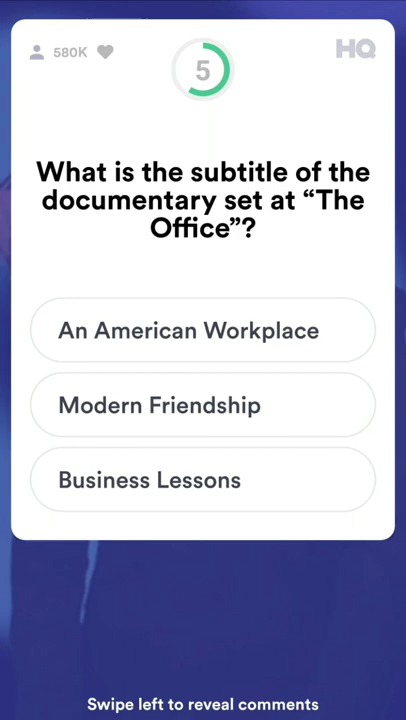 580K
5
HQ
What is the subtitle of the
documentary set at “The
Office”?
An American Workplace
Modern Friendship
Business Lessons
Swipe left to reveal comments